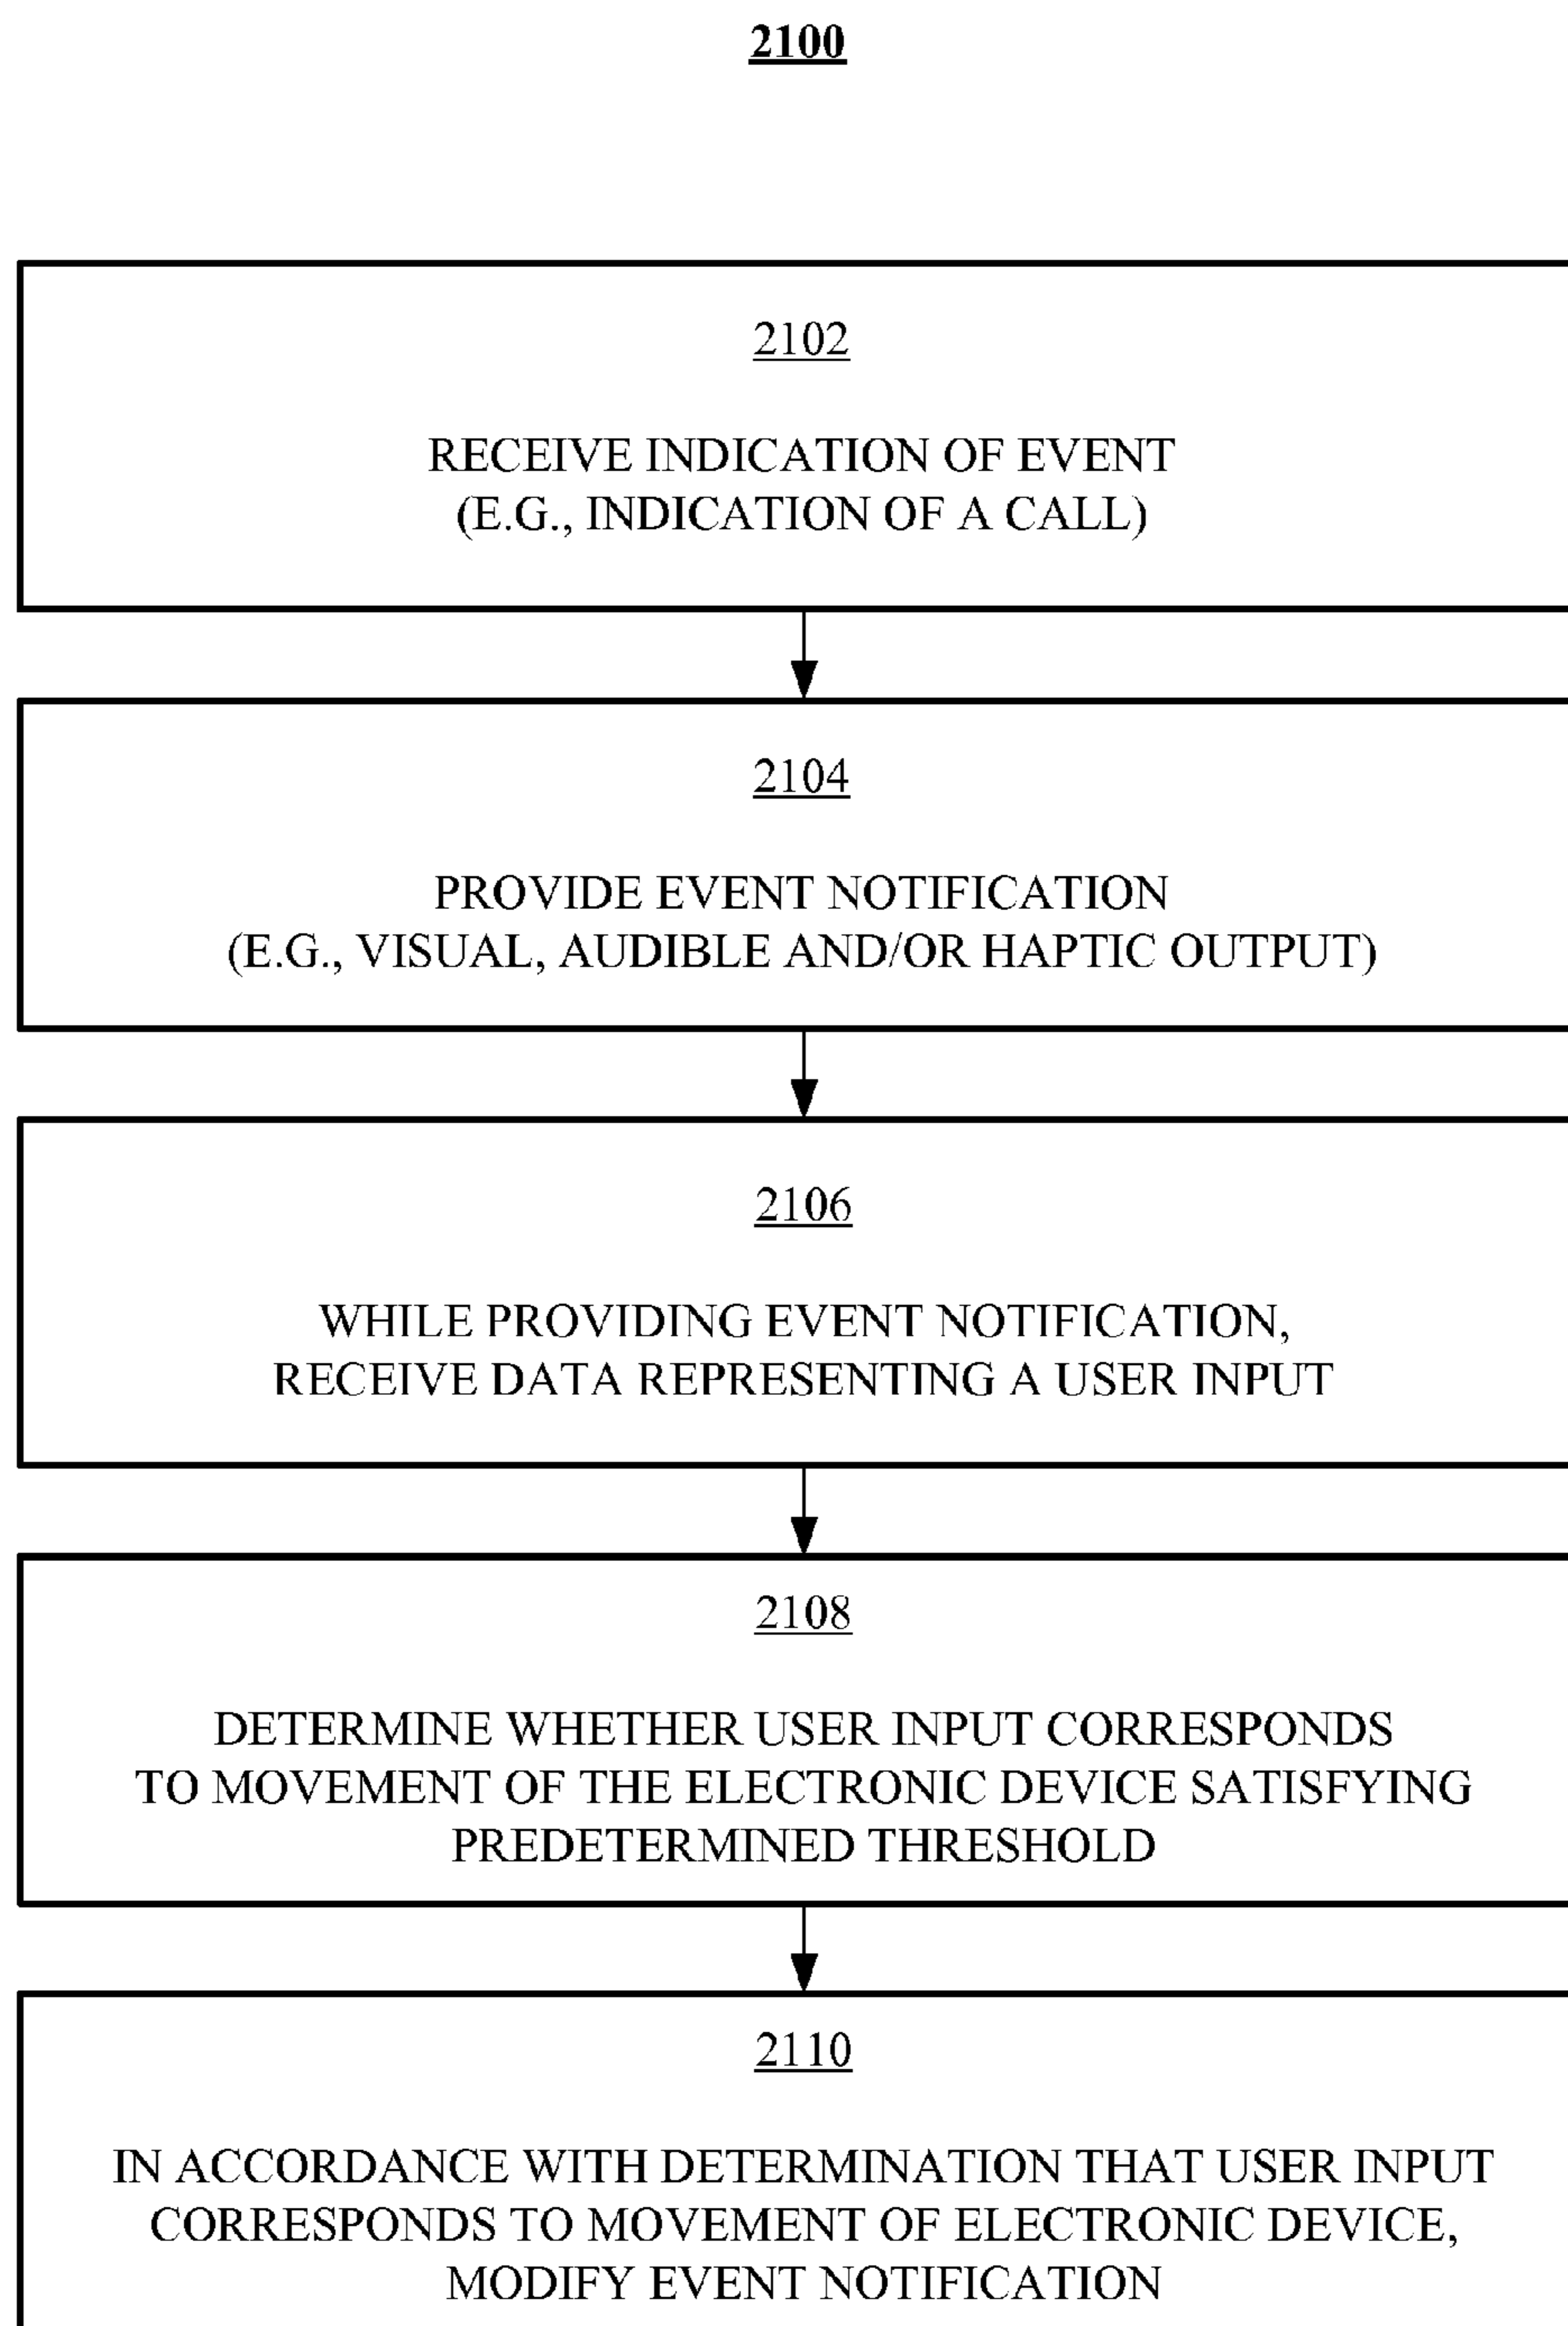 2100
2102
RECEIVE INDICATION OF EVENT
(E.G., INDICATION OF A CALL)
2104
PROVIDE EVENT NOTIFICATION
(E.G., VISUAL, AUDIBLE AND/OR HAPTIC OUTPUT)
2106
WHILE PROVIDING EVENT NOTIFICATION,
RECEIVE DATA REPRESENTING A USER INPUT
2108
DETERMINE WHETHER USER INPUT CORRESPONDS
TO MOVEMENT OF THE ELECTRONIC DEVICE SATISFYING
PREDETERMINED THRESHOLD
2110
IN ACCORDANCE WITH DETERMINATION THAT USER INPUT
CORRESPONDS TO MOVEMENT OF ELECTRONIC DEVICE,
MODIFY EVENT NOTIFICATION